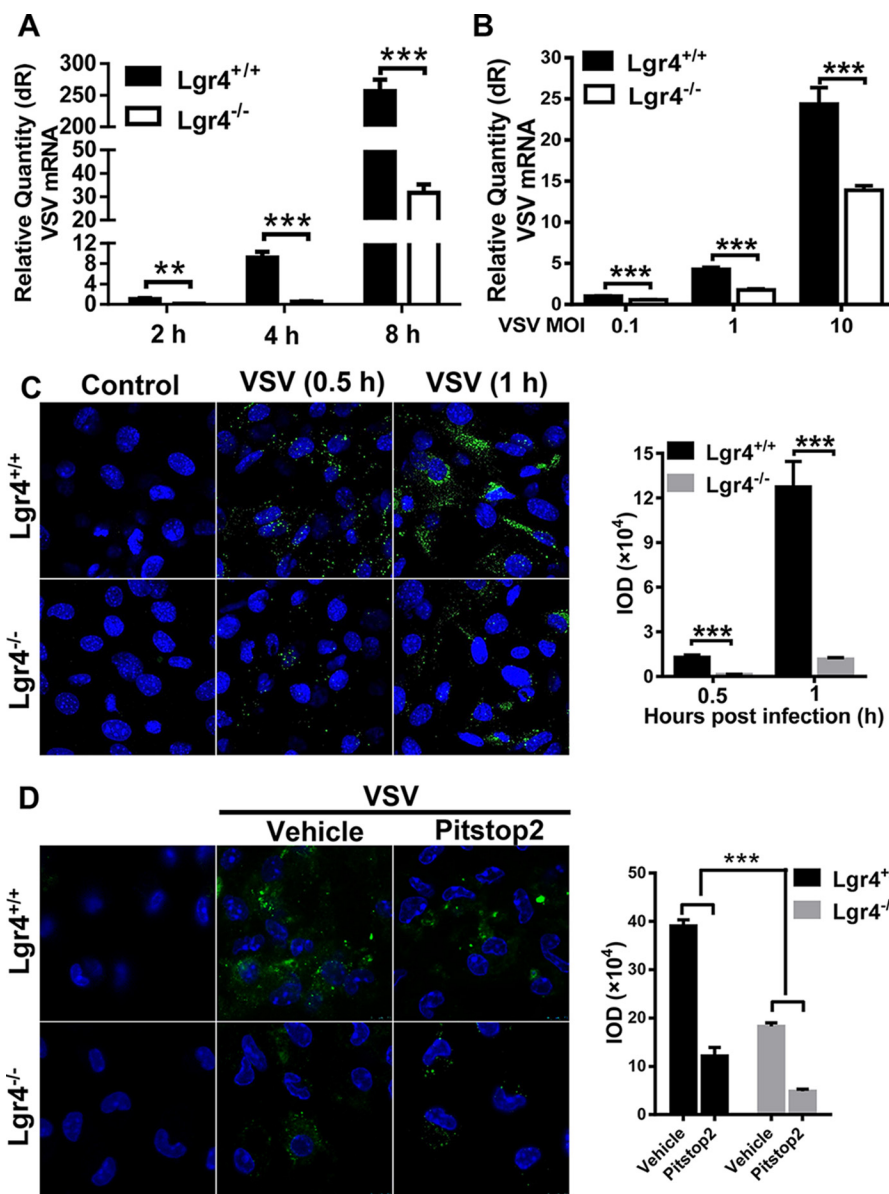 A
Relative Quantity (dR)
VSV mRNA
300
250
200
150
100
50
40
30
20
12
8
4
0
Lgr4+/+
Lgr4-/-
**
***
***
2 h
4 h
8 h
B
Relative Quantity (dR)
VSV mRNA
30
25
20
15
10
5
0
Lgr4+/+
Lgr4-/-
***
***
***
VSV MOI
0.1
1
10
C
Control
VSV (0.5 h)
VSV (1 h)
Lgr4+/+
Lgr4-/-
IOD (×10⁴)
15
12
9
6
3
0
Lgr4+/+
Lgr4-/-
***
***
0.5
1
Hours post infection (h)
D
VSV
Vehicle
Pitstop2
Lgr4+/+
Lgr4-/-
IOD (×10⁴)
50
40
30
20
10
0
***
Lgr4+
Lgr4-/
Vehicle
Pitstop2
Vehicle
Pitstop2